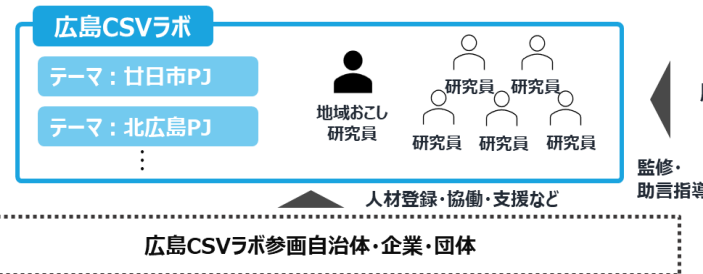 広島CSVラボ
テーマ：廿日市PJ
テーマ：北広島PJ
⋮
地域おこし
研究員
研究員 研究員
研究員 研究員 研究員
監修・
助言指導
人材登録・協働・支援など
広島CSVラボ参画自治体・企業・団体